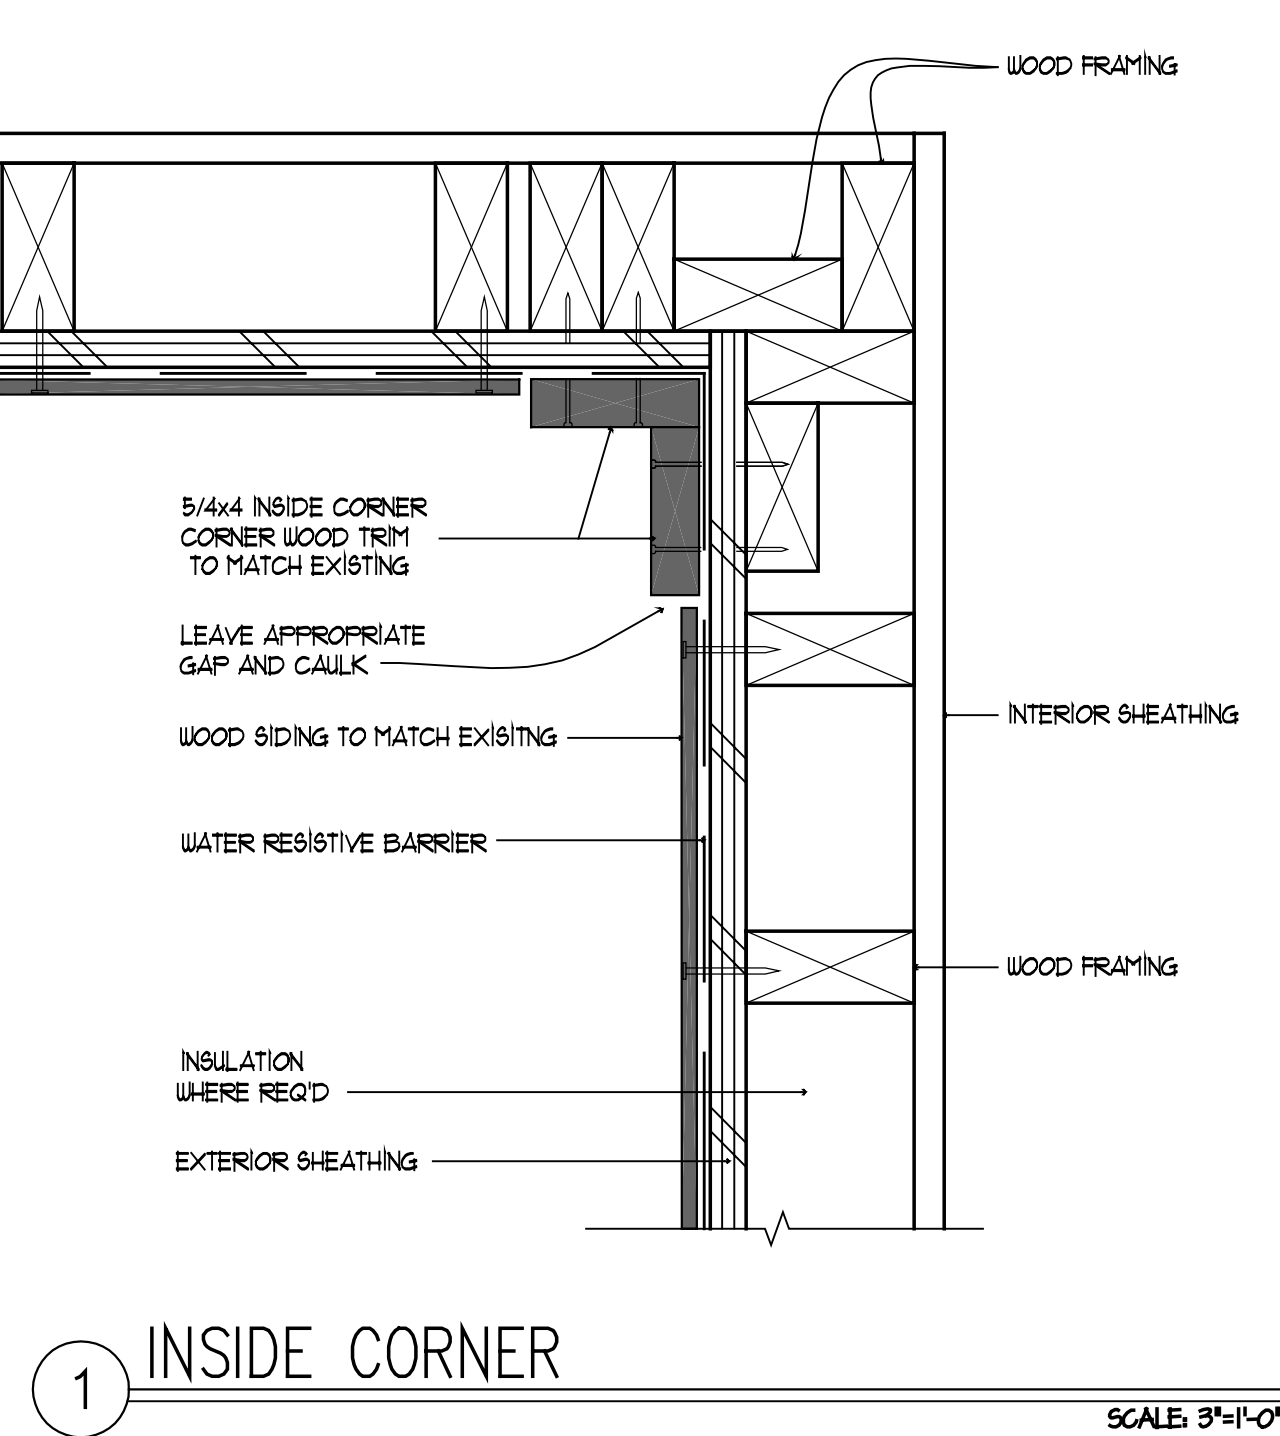 WOOD FRAMING
5/4x4 INSIDE CORNER
CORNER WOOD TRIM
TO MATCH EXISTING
LEAVE APPROPRIATE
GAP AND CAULK
INTERIOR SHEATHING
WOOD SIDING TO MATCH EXISITNG
WATER RESISTIVE BARRIER
WOOD FRAMING
INSULATION
WHERE REQ'D
EXTERIOR SHEATHING
1 INSIDE CORNER
SCALE: 3"=1'-0"